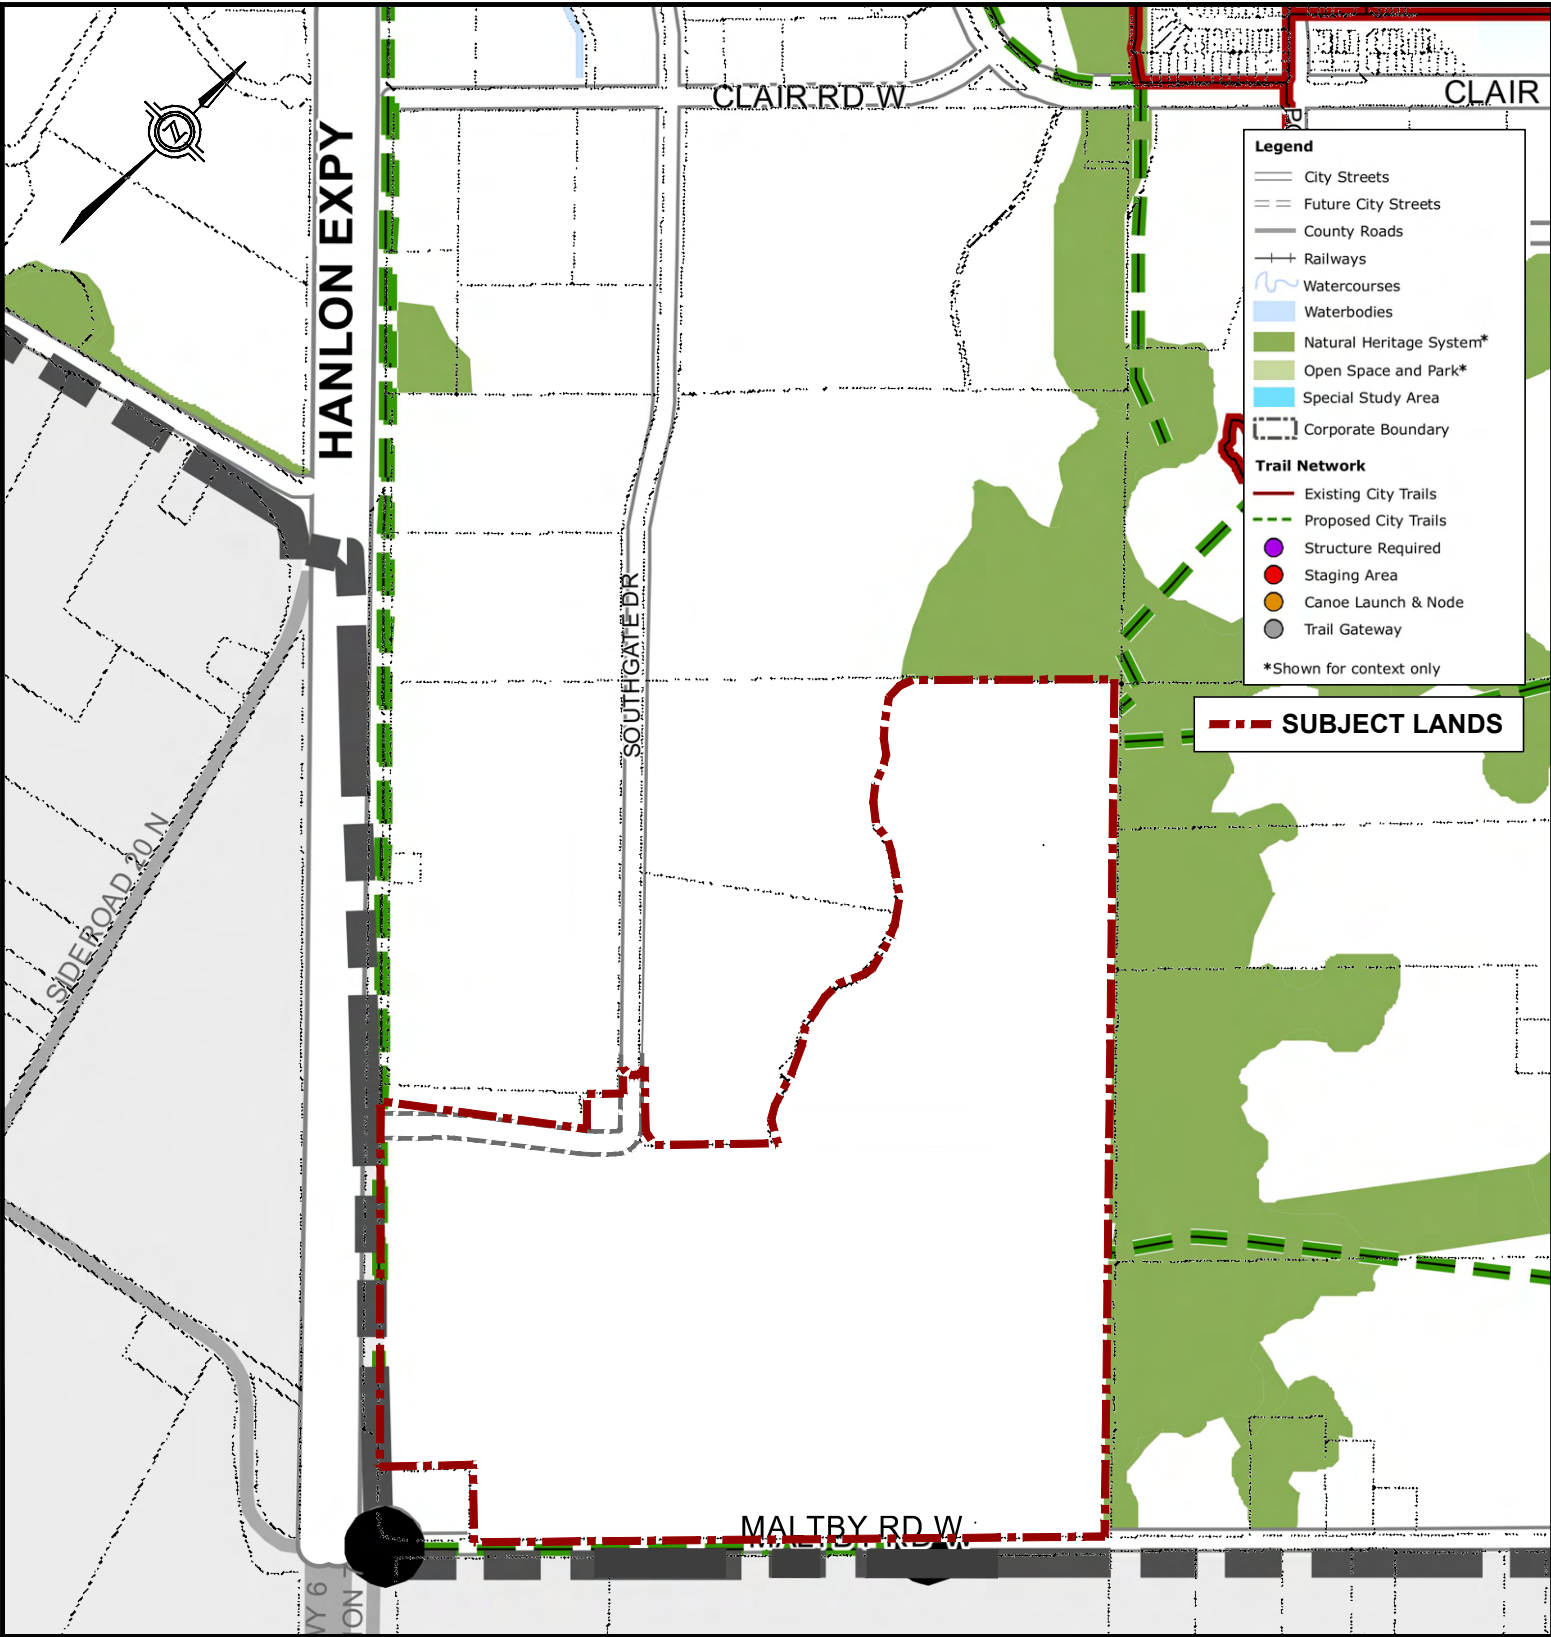 CLAIR RD W
CLAIR
HANLON EXPY
Z
Legend
City Streets
Future City Streets
County Roads
Railways
Watercourses
Waterbodies
Natural Heritage System*
Open Space and Park*
Special Study Area
Corporate Boundary
Trail Network
Existing City Trails
Proposed City Trails
Structure Required
Staging Area
Canoe Launch & Node
Trail Gateway
*Shown for context only
SUBJECT LANDS
SOUTHGATE DR
SIDEROAD 20 N
MALTBY RD W
MALTBY RD W